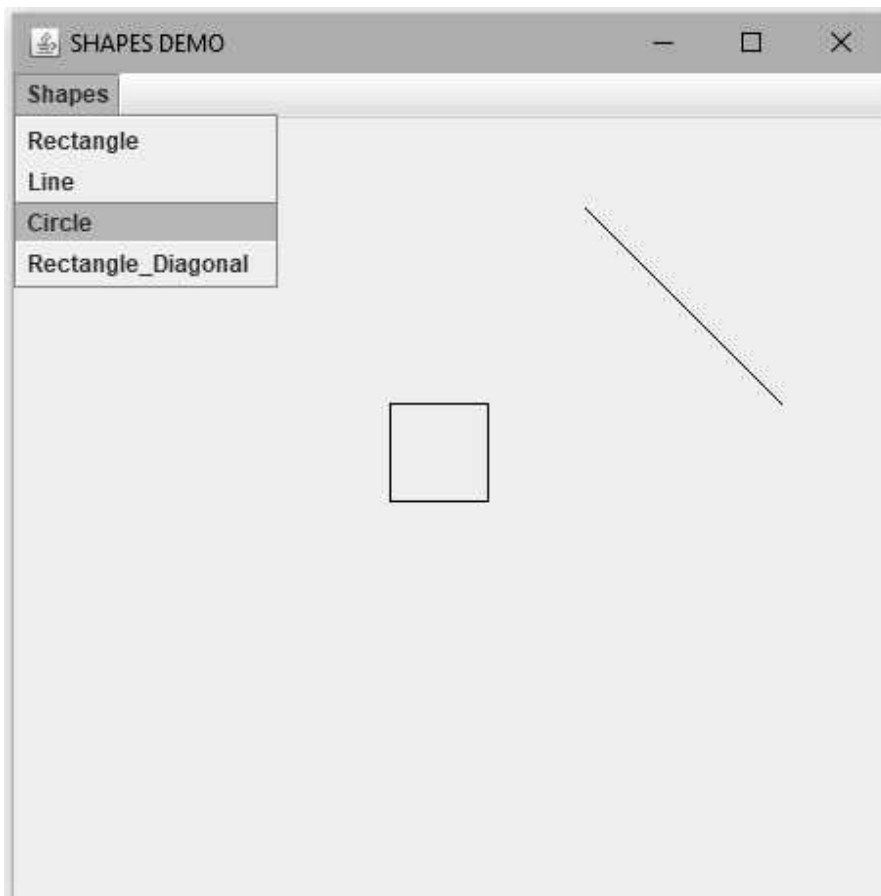 SHAPES DEMO
Shapes
Rectangle
Line
Circle
Rectangle_Diagonal